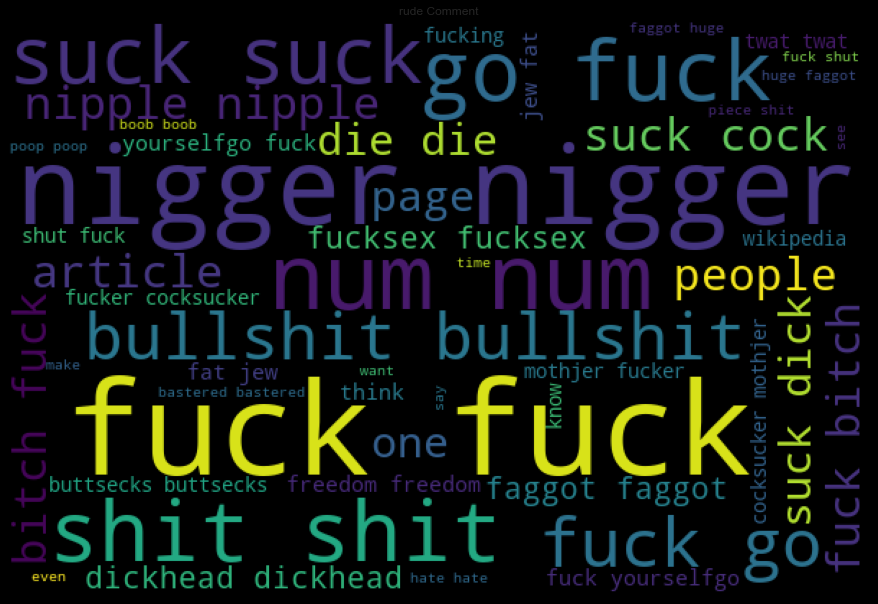 rude Comment
suck suck
fucking
faggot huge
twat twat
go
jew fat
fuck
fuck shut
huge faggot
nipple nipple
piece shit
boob boob
die die
suck cock
see
poop poop
yourselfgo fuck
nigger nigger
page
shut fuck
fucksex fucksex
wikipedia
article
num num
time
people
fucker cocksucker
bitch fuck
bullshit bullshit
suck dick
fuck bitch
make
fat jew
want
mothjer fucker
cocksucker mothjer
bastered bastered
think
say
know
fuck fuck
one
buttsecks buttsecks
freedom freedom
faggot faggot
shit shit
fuck go
even
dickhead dickhead
hate hate
fuck yourselfgo